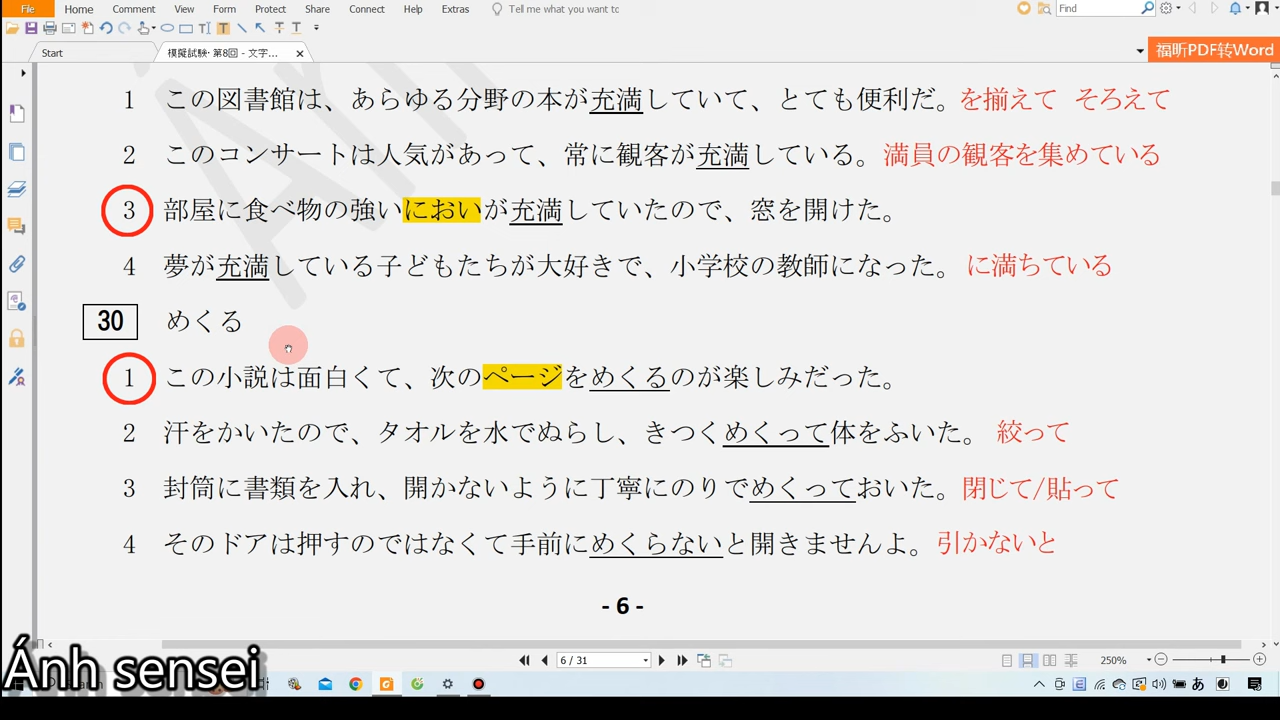 File Home Comment View Form Protect Share Connect Help Extras Tell me what you want to Find
Start 模擬試験· 第8回 - 文字... 福昕PDF转Word
1 この図書館は、あらゆる分野の本が充満していて、とても便利だ。を揃えて そろえて
2 このコンサートは人気があって、常に観客が充満している。満員の観客を集めている
3 部屋に食べ物の強いにおいが充満していたので、窓を開けた。
4 夢が充満している子どもたちが大好きで、小学校の教師になった。に満ちている
30 めくる
1 この小説は面白くて、次のページをめくるのが楽しみだった。
2 汗をかいたので、タオルを水でぬらし、きつくめくって体をふいた。絞って
3 封筒に書類を入れ、開かないように丁寧にのりでめくっておいた。閉じて/貼って
4 そのドアは押すのではなくて手前にめくらないと開きませんよ。引かないと
- 6 -
6 / 31 250%
Ánh sensei
あ